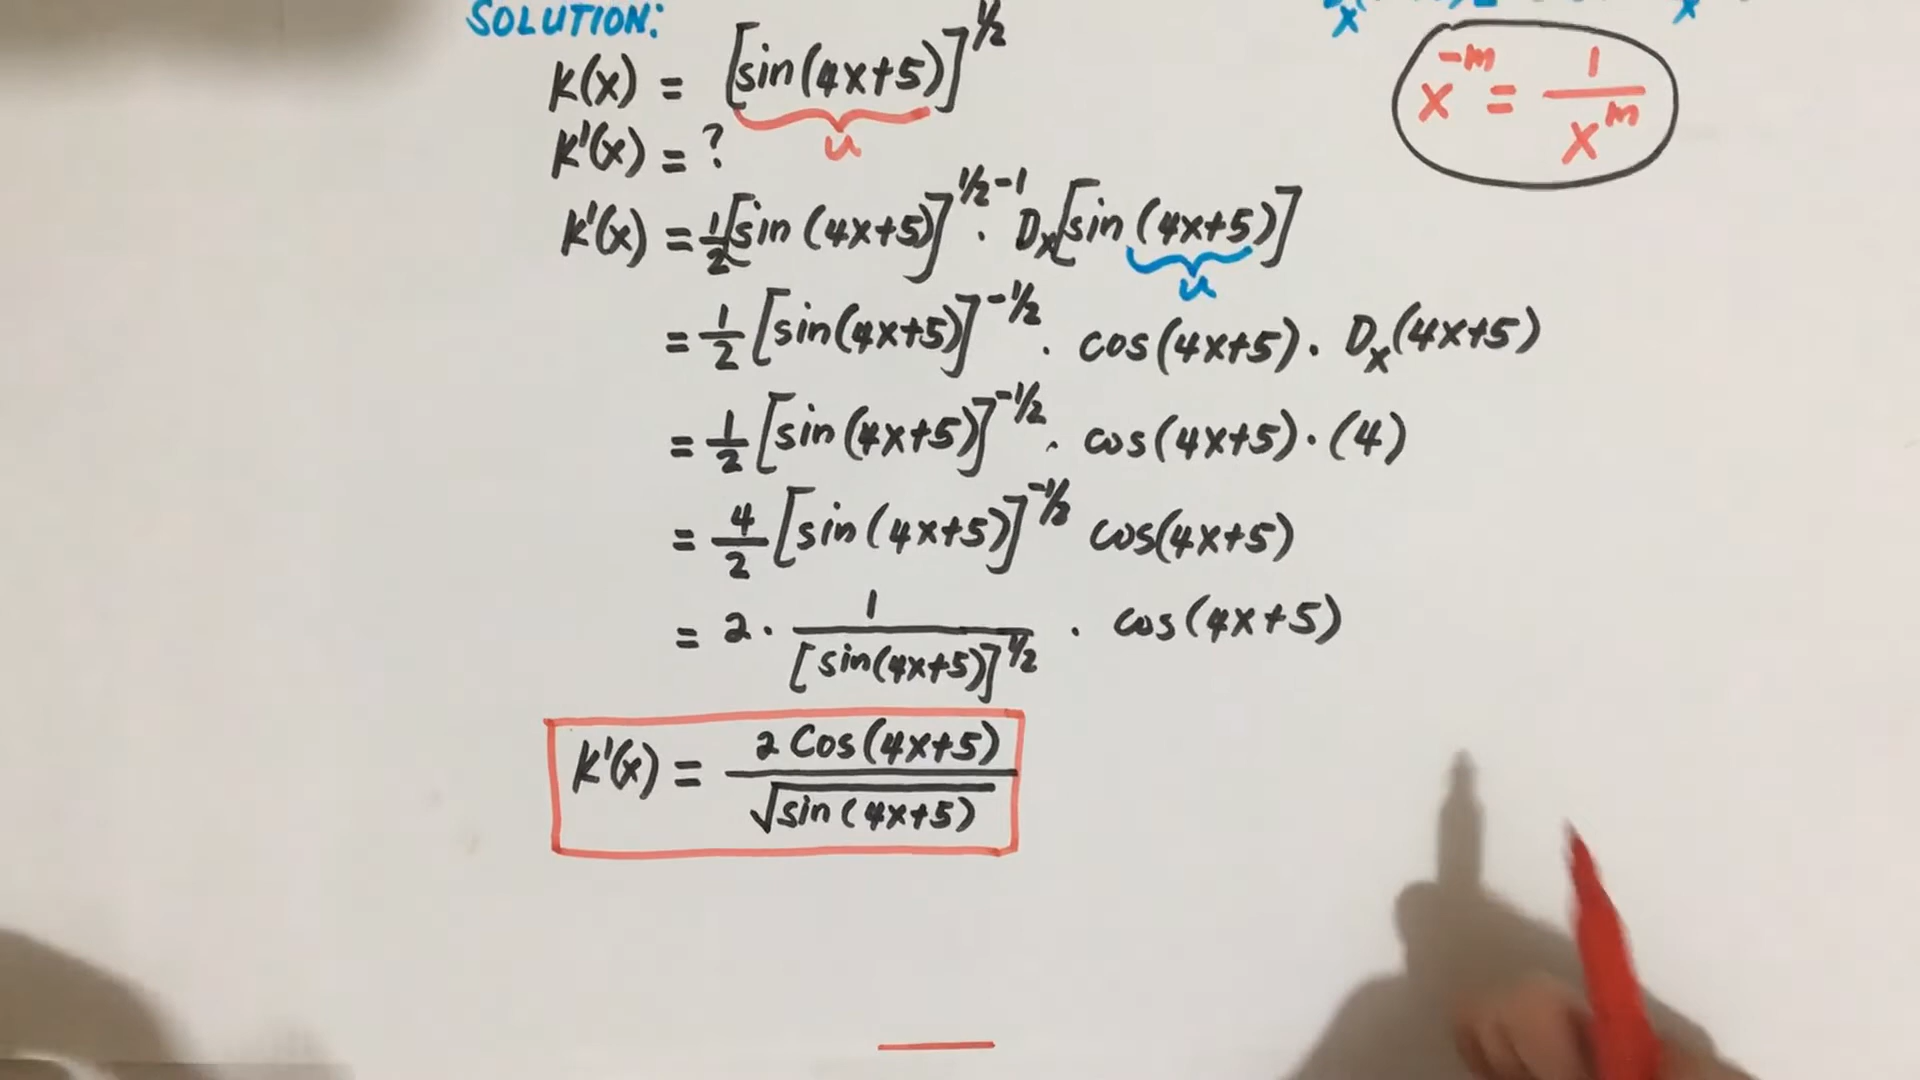 SOLUTION:
K(x) = [sin(4x+5)]^1/2
u
K'(x) = ?
K'(x) = 1/2[sin (4x+5)]^1/2-1 · Dx[sin (4x+5)]
u
= 1/2 [sin(4x+5)]^-1/2 · cos(4x+5) · Dx(4x+5)
= 1/2 [sin (4x+5)]^-1/2 · cos(4x+5) · (4)
= 4/2 [sin (4x+5)]^-1/2 cos(4x+5)
= 2 · 1/[sin(4x+5)]^1/2 · cos(4x+5)
K'(x) = 2 Cos(4x+5)/√sin(4x+5)
x^-m = 1/x^m